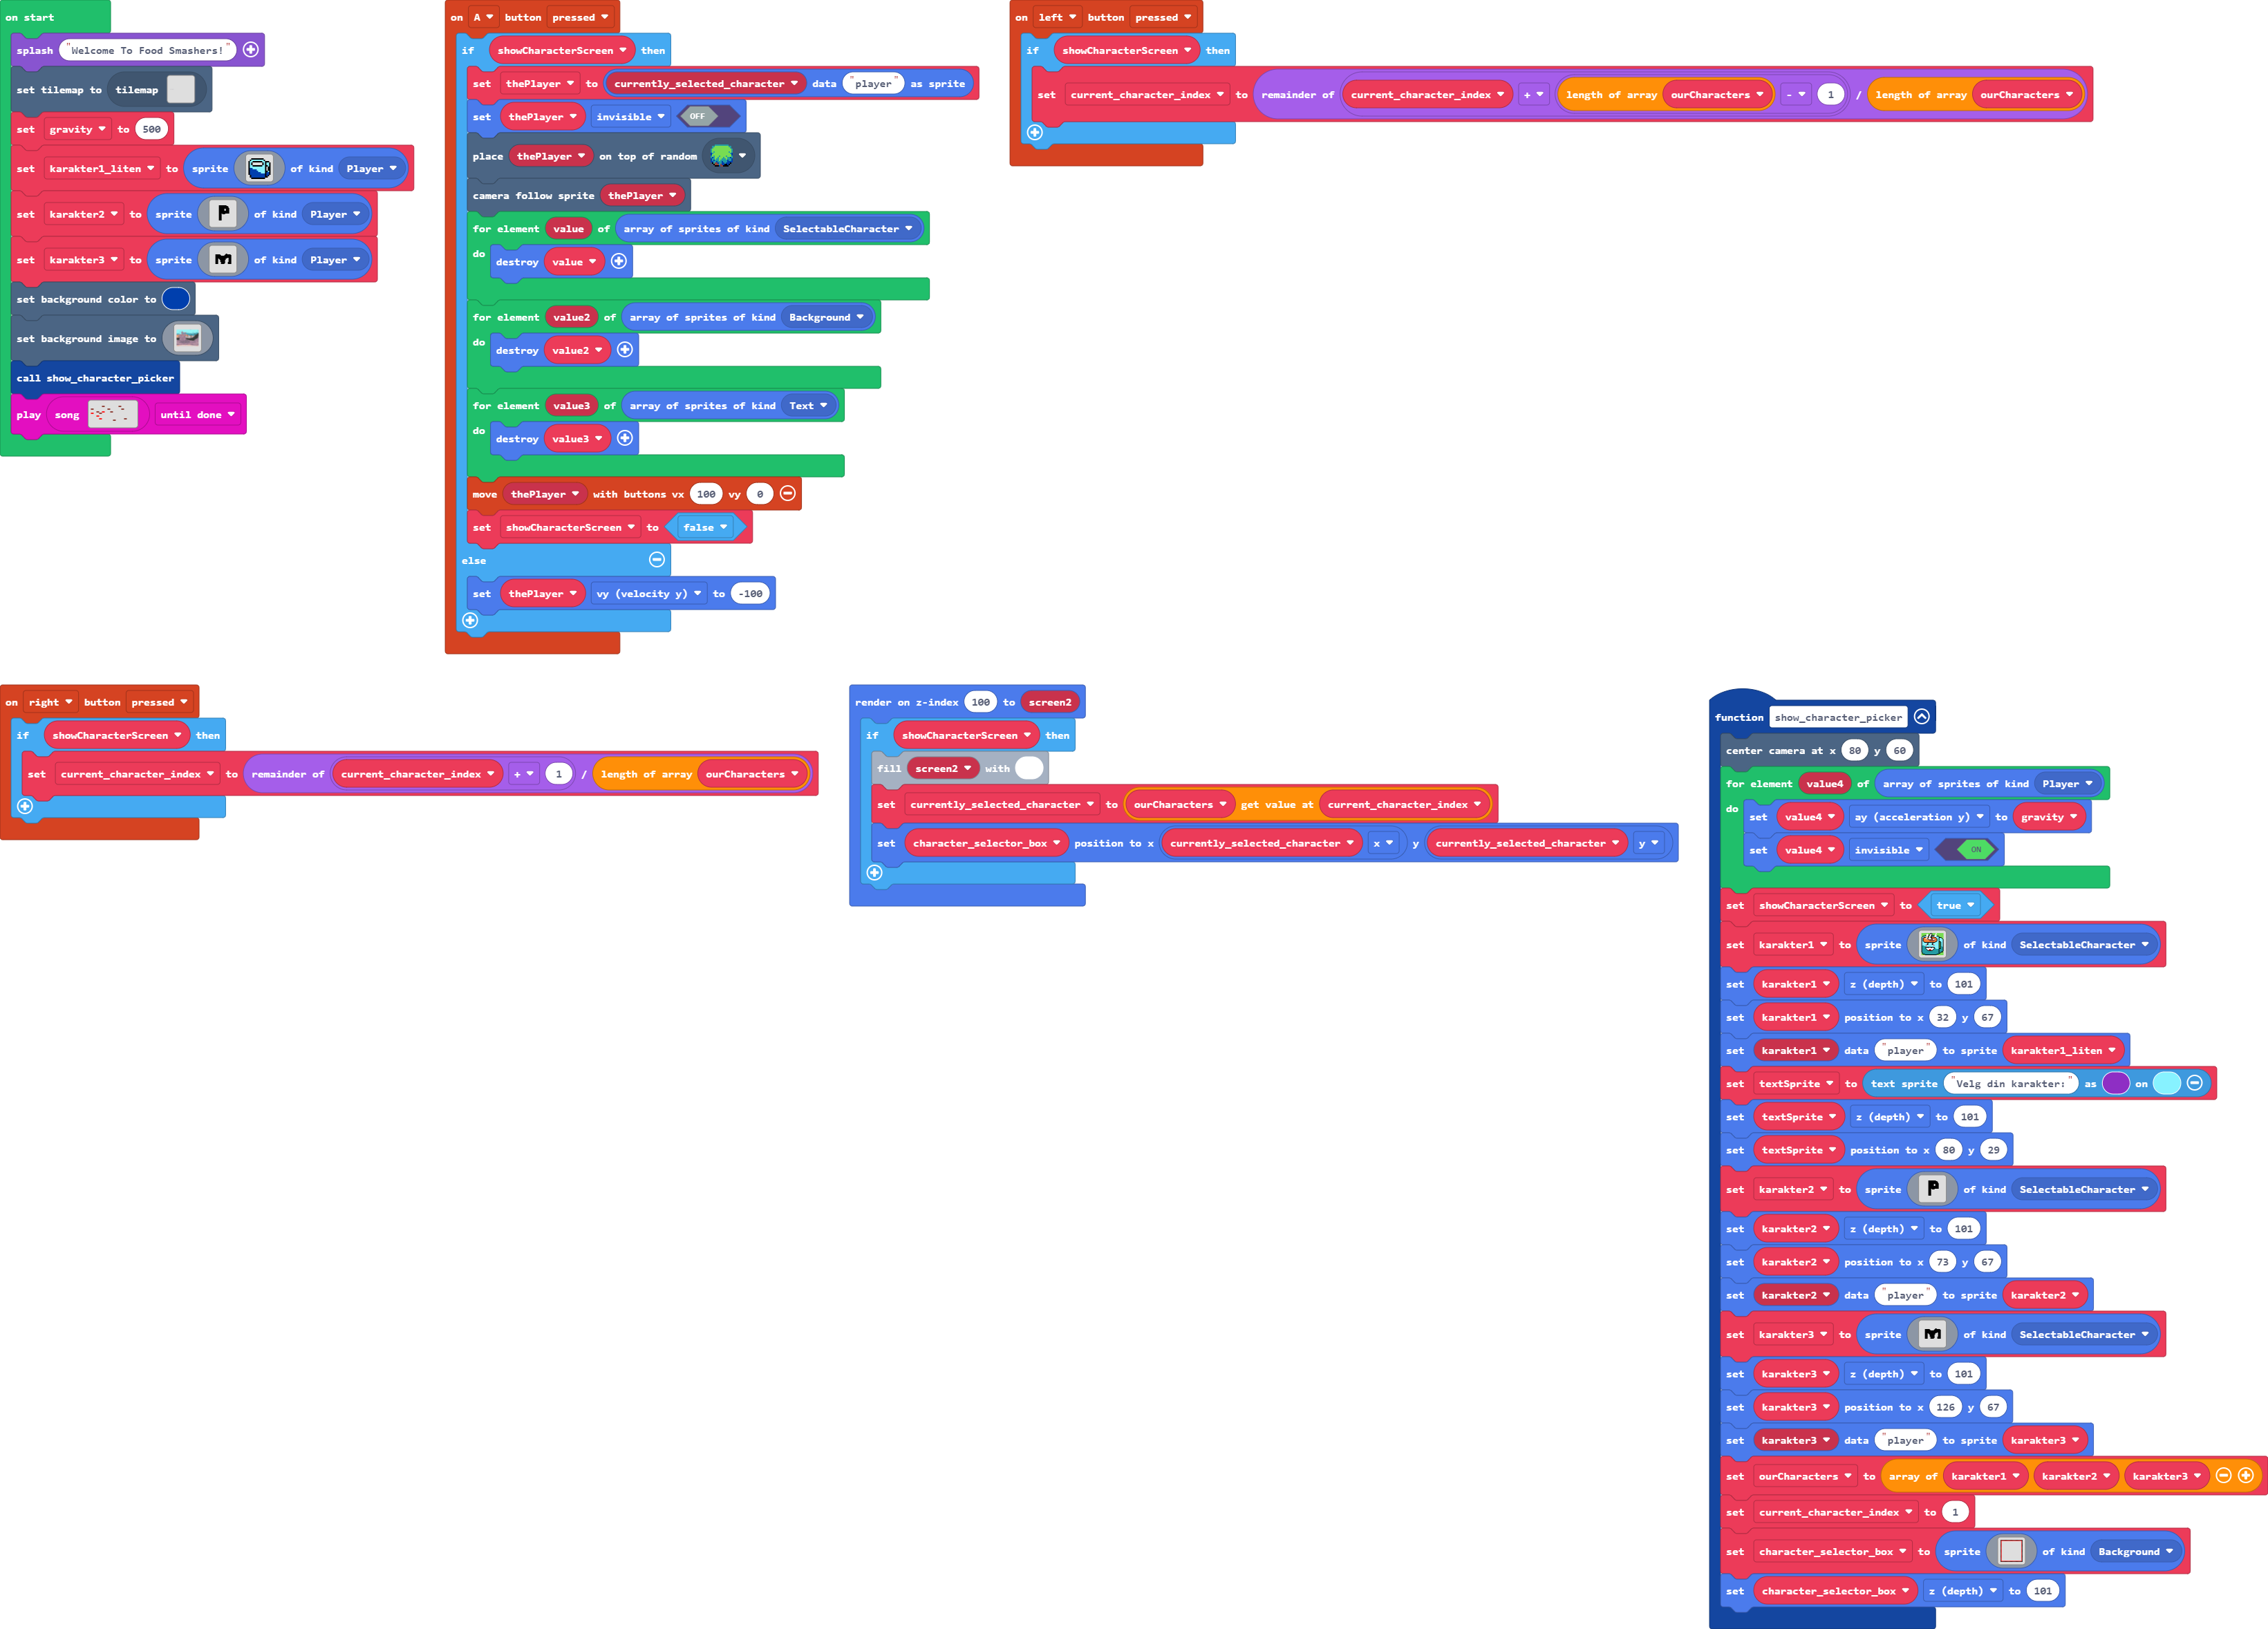 on start
splash "Welcome To Food Smashers!"
set tilemap to tilemap
set gravity to 500
set karakter1_liten to sprite of kind Player
set karakter2 to sprite P of kind Player
set karakter3 to sprite m of kind Player
set background color to
set background image to
call show_character_picker
play song until done
on A button pressed
if showCharacterScreen then
set thePlayer to currently_selected_character data "player" as sprite
set thePlayer invisible OFF
place thePlayer on top of random
camera follow sprite thePlayer
for element value of array of sprites of kind SelectableCharacter
do
destroy value
for element value2 of array of sprites of kind Background
do
destroy value2
for element value3 of array of sprites of kind Text
do
destroy value3
move thePlayer with buttons vx 100 vy 0
set showCharacterScreen to false
else
set thePlayer vy (velocity y) to -100
on left button pressed
if showCharacterScreen then
set current_character_index to remainder of current_character_index + length of array ourCharacters - 1 / length of array ourCharacters
on right button pressed
if showCharacterScreen then
set current_character_index to remainder of current_character_index + 1 / length of array ourCharacters
render on z-index 100 to screen2
if showCharacterScreen then
fill screen2 with
set currently_selected_character to ourCharacters get value at current_character_index
set character_selector_box position to x currently_selected_character x y currently_selected_character y
function show_character_picker
center camera at x 80 y 60
for element value4 of array of sprites of kind Player
do
set value4 ay (acceleration y) to gravity
set value4 invisible ON
set showCharacterScreen to true
set karakter1 to sprite of kind SelectableCharacter
set karakter1 z (depth) to 101
set karakter1 position to x 32 y 67
set karakter1 data "player" to sprite karakter1_liten
set textSprite to text sprite "Velg din karakter:" as on
set textSprite z (depth) to 101
set textSprite position to x 80 y 29
set karakter2 to sprite P of kind SelectableCharacter
set karakter2 z (depth) to 101
set karakter2 position to x 73 y 67
set karakter2 data "player" to sprite karakter2
set karakter3 to sprite m of kind SelectableCharacter
set karakter3 z (depth) to 101
set karakter3 position to x 126 y 67
set karakter3 data "player" to sprite karakter3
set ourCharacters to array of karakter1 karakter2 karakter3
set current_character_index to 1
set character_selector_box to sprite of kind Background
set character_selector_box z (depth) to 101